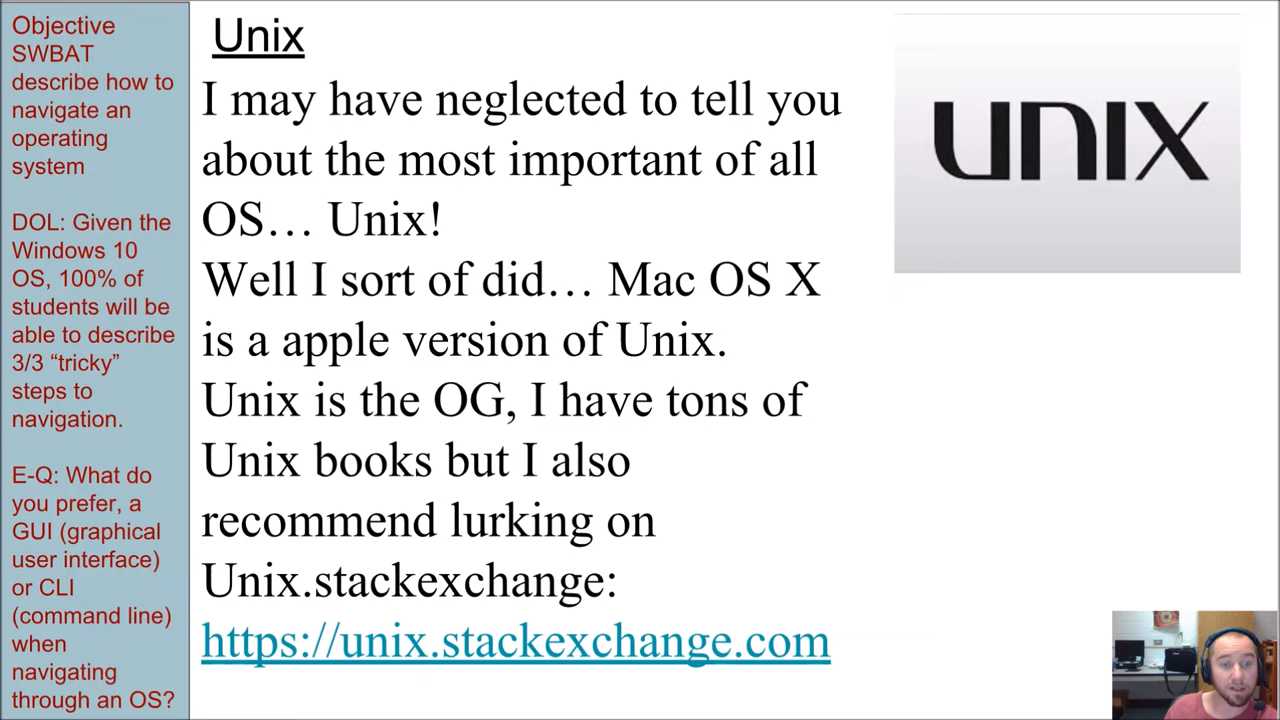 Objective
SWBAT
describe how to
navigate an
operating
system
DOL: Given the
Windows 10
OS, 100% of
students will be
able to describe
3/3 “tricky”
steps to
navigation.
E-Q: What do
you prefer, a
GUI (graphical
user interface)
or CLI
(command line)
when
navigating
through an OS?
Unix
I may have neglected to tell you
about the most important of all
OS… Unix!
Well I sort of did… Mac OS X
is a apple version of Unix.
Unix is the OG, I have tons of
Unix books but I also
recommend lurking on
Unix.stackexchange:
https://unix.stackexchange.com
UNIX